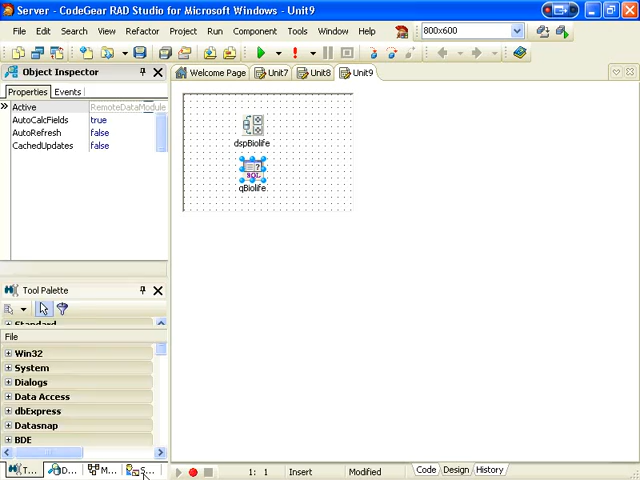 Server - CodeGear RAD Studio for Microsoft Windows - Unit9
File Edit Search View Refactor Project Run Component Tools Window Help 800x600
Object Inspector
Welcome Page Unit7 Unit8 Unit9
Properties Events
Active RemoteDataModule
AutoCalcFields true
AutoRefresh false
CachedUpdates false
dspBiolife
SQL
qBiolife
Tool Palette
Standard
File
Win32
System
Dialogs
Data Access
dbExpress
Datasnap
BDE
T... D... M... S...
1: 1 Insert Modified Code Design History